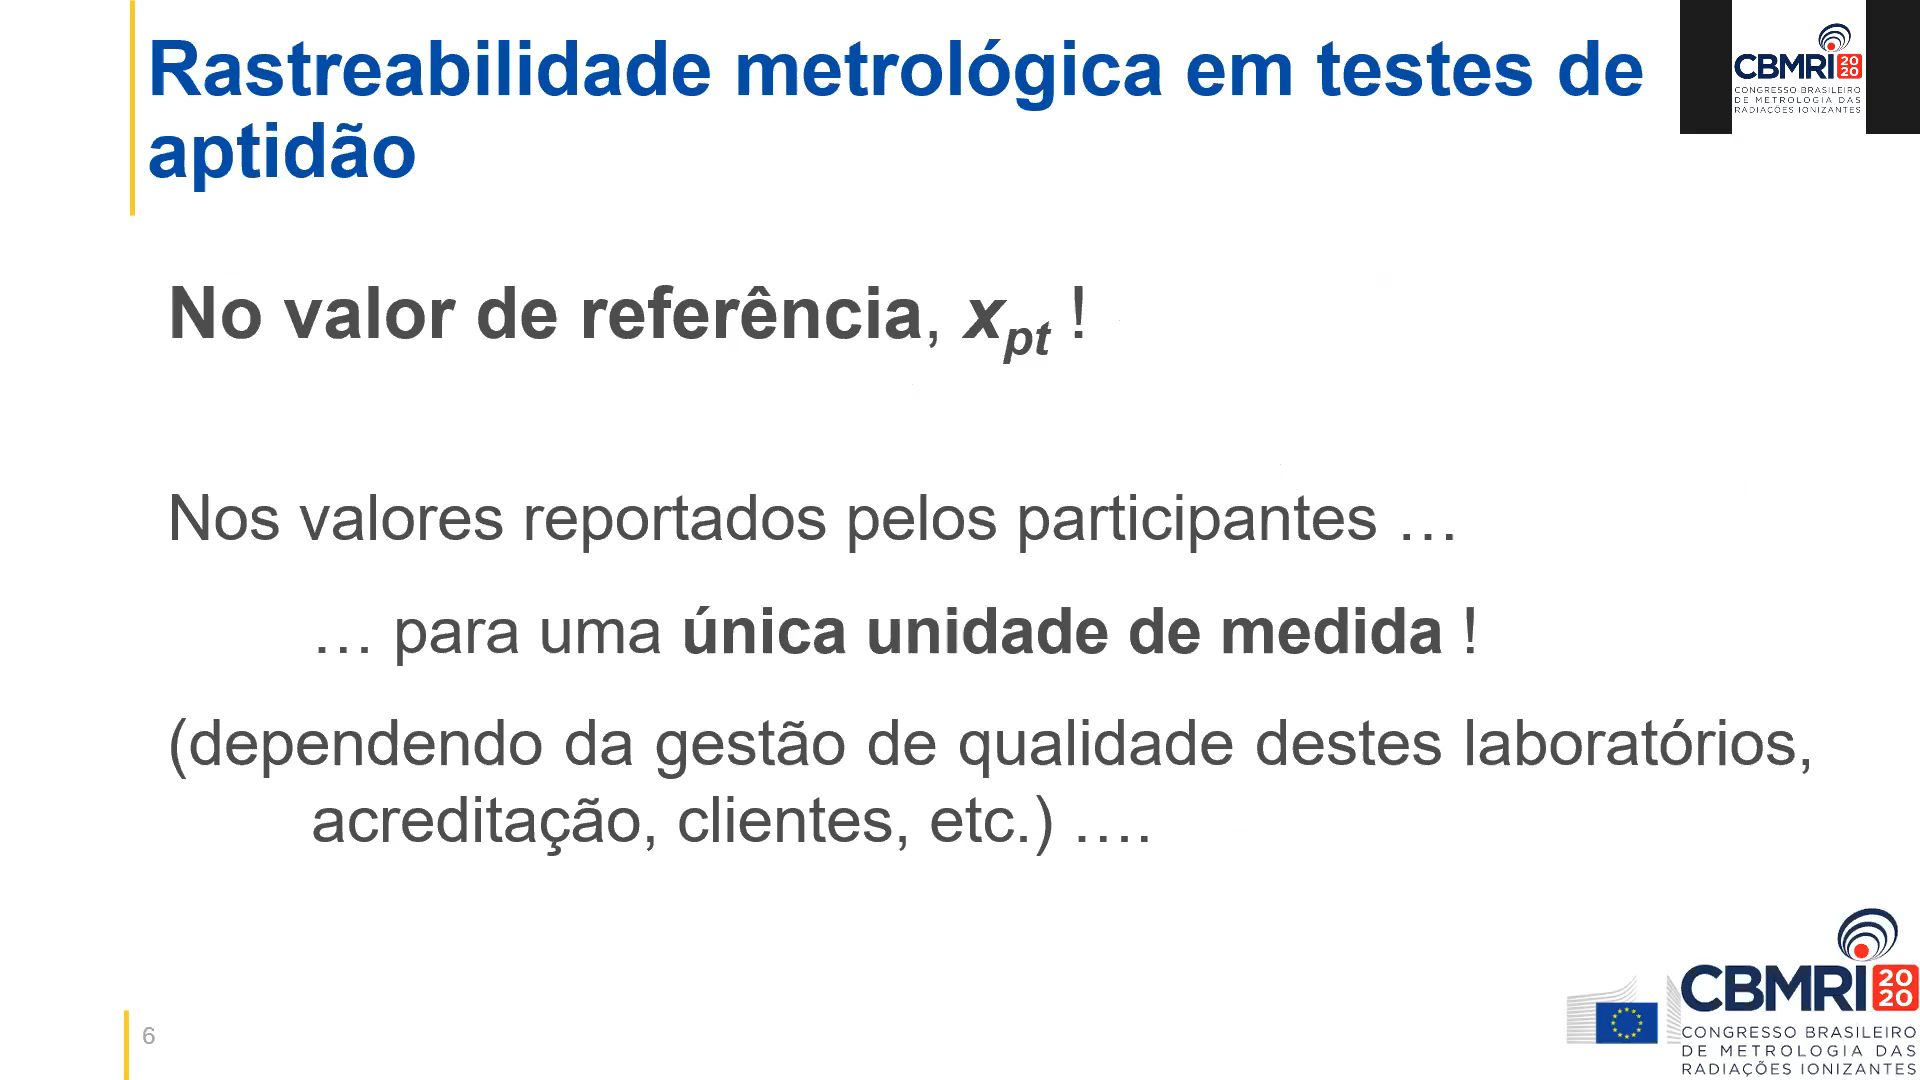 Rastreabilidade metrológica em testes de
aptidão
CBMRI 20
20
CONGRESSO BRASILEIRO
DE METROLOGIA DAS
RADIAÇÕES IONIZANTES
No valor de referência, xpt !
Nos valores reportados pelos participantes …
… para uma única unidade de medida !
(dependendo da gestão de qualidade destes laboratórios,
acreditação, clientes, etc.) ….
6
CBMRI 20
20
CONGRESSO BRASILEIRO
DE METROLOGIA DAS
RADIAÇÕES IONIZANTES